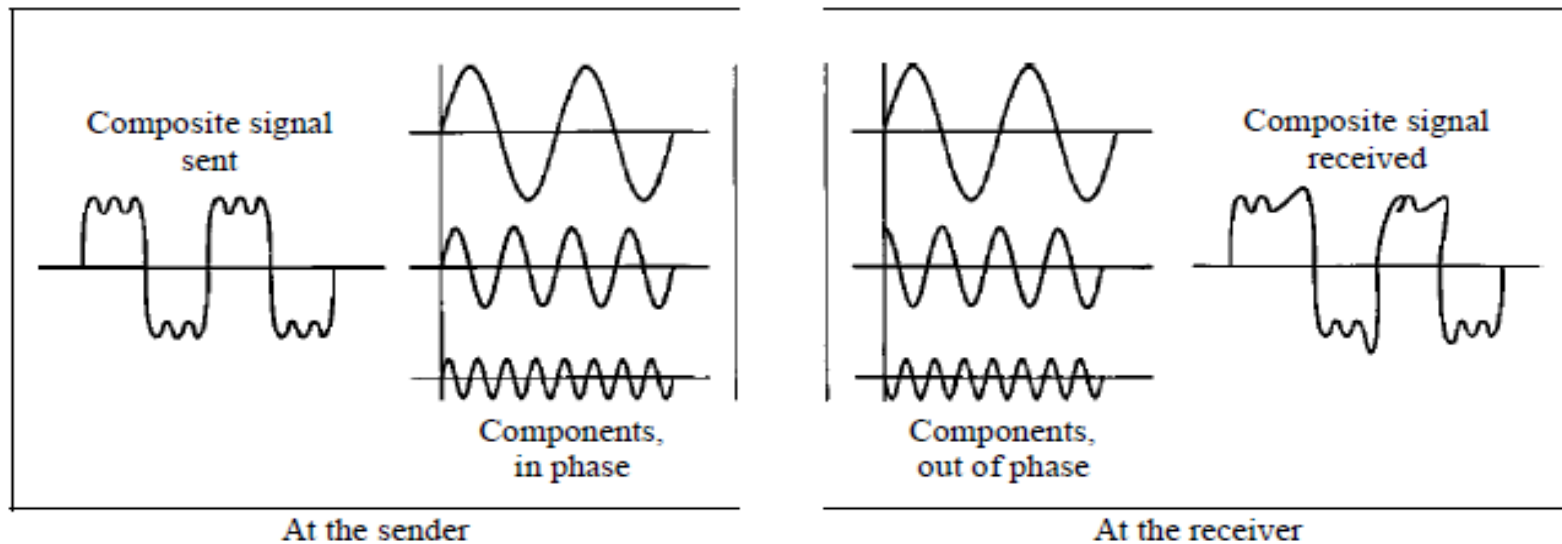 Composite signal
sent
Components,
in phase
At the sender
Components,
out of phase
Composite signal
received
At the receiver